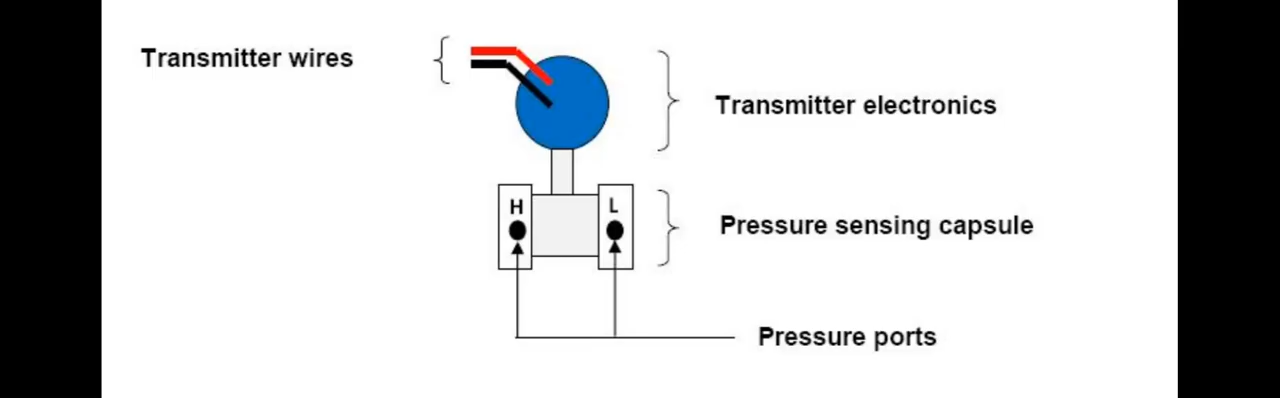 Transmitter wires
Transmitter electronics
H
L
Pressure sensing capsule
Pressure ports